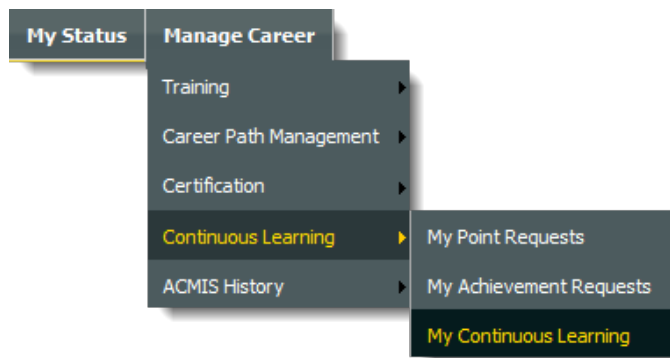 My Status Manage Career
Training
Career Path Management
Certification
Continuous Learning My Point Requests
ACMIS History My Achievement Requests
My Continuous Learning